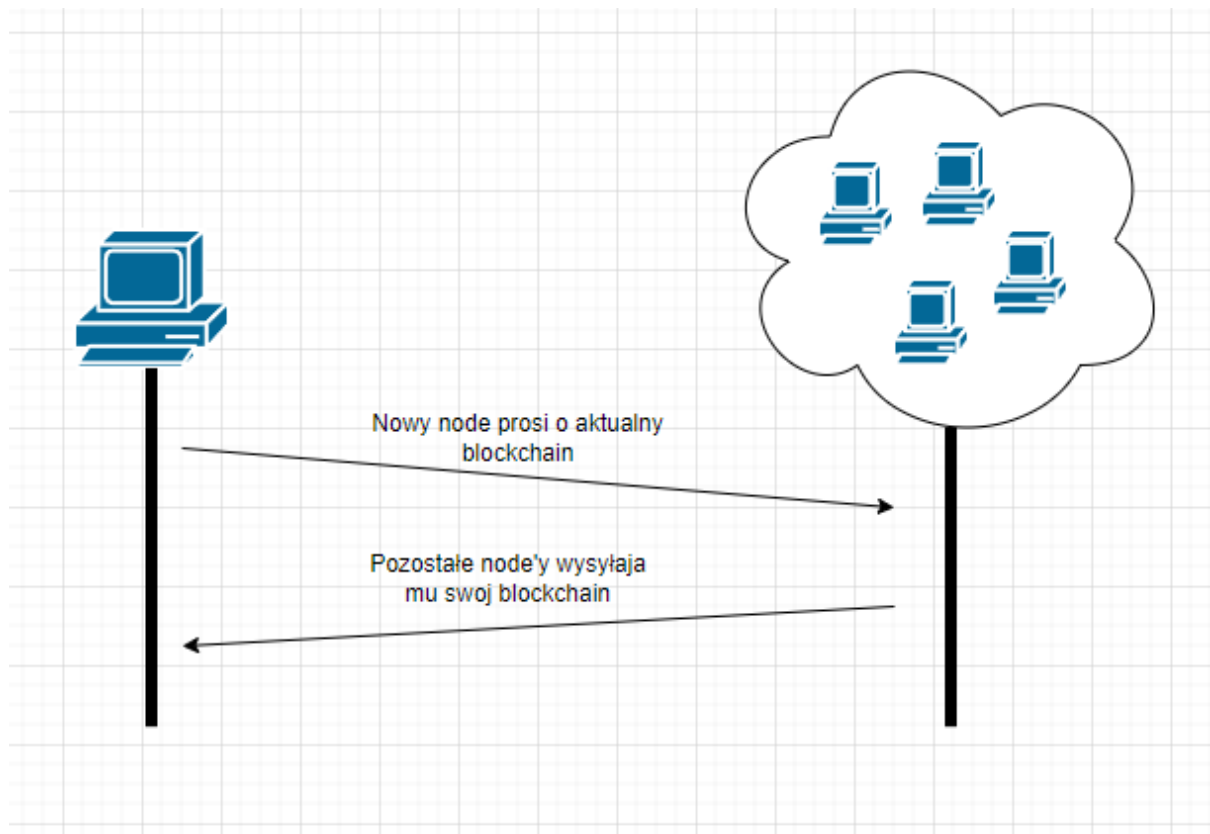 Nowy node prosi o aktualny
blockchain
Pozostałe node'y wysyłaja
mu swoj blockchain